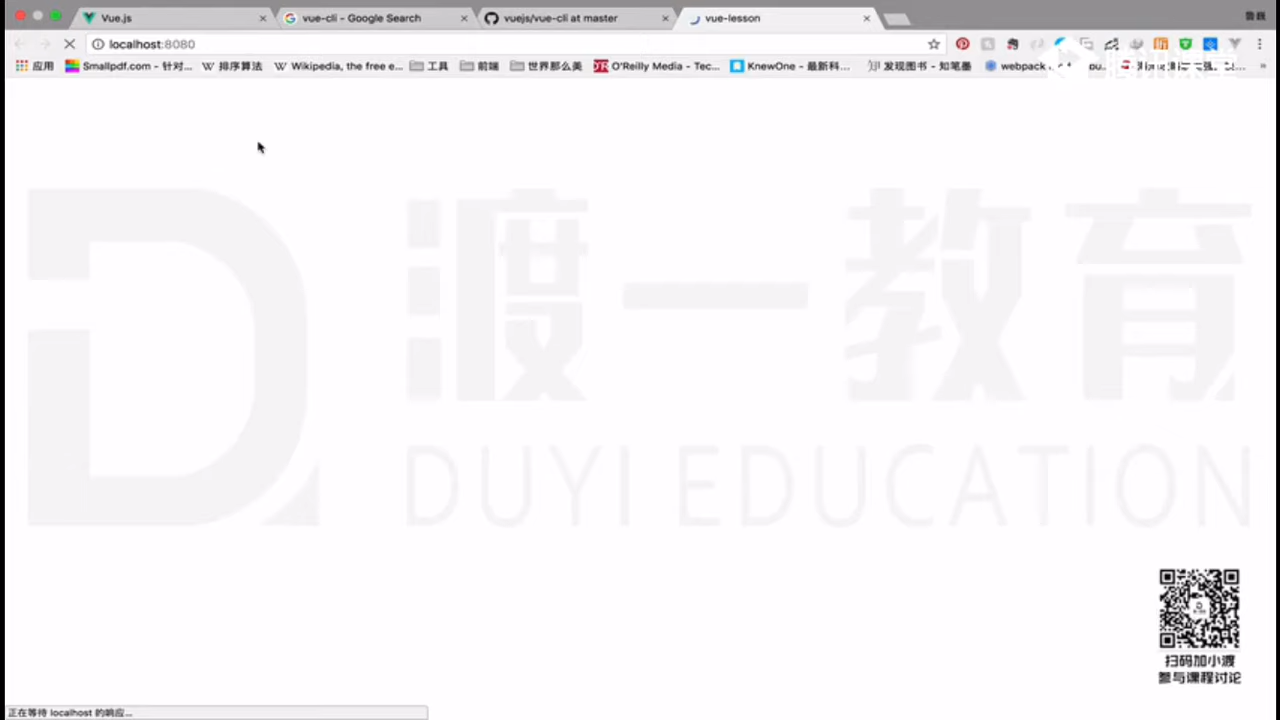 Vue.js
vue-cli - Google Search
vuejs/vue-cli at master
vue-lesson
localhost:8080
应用
Smallpdf.com - 针对...
排序算法
Wikipedia, the free e...
工具
前端
世界那么美
O'Reilly Media - Tec...
KnewOne - 最新科...
发现图书 - 知笔墨
webpack
腾讯课堂
渡一教育
DUYI EDUCATION
扫码加小渡
参与课程讨论
正在等待 localhost 的响应...